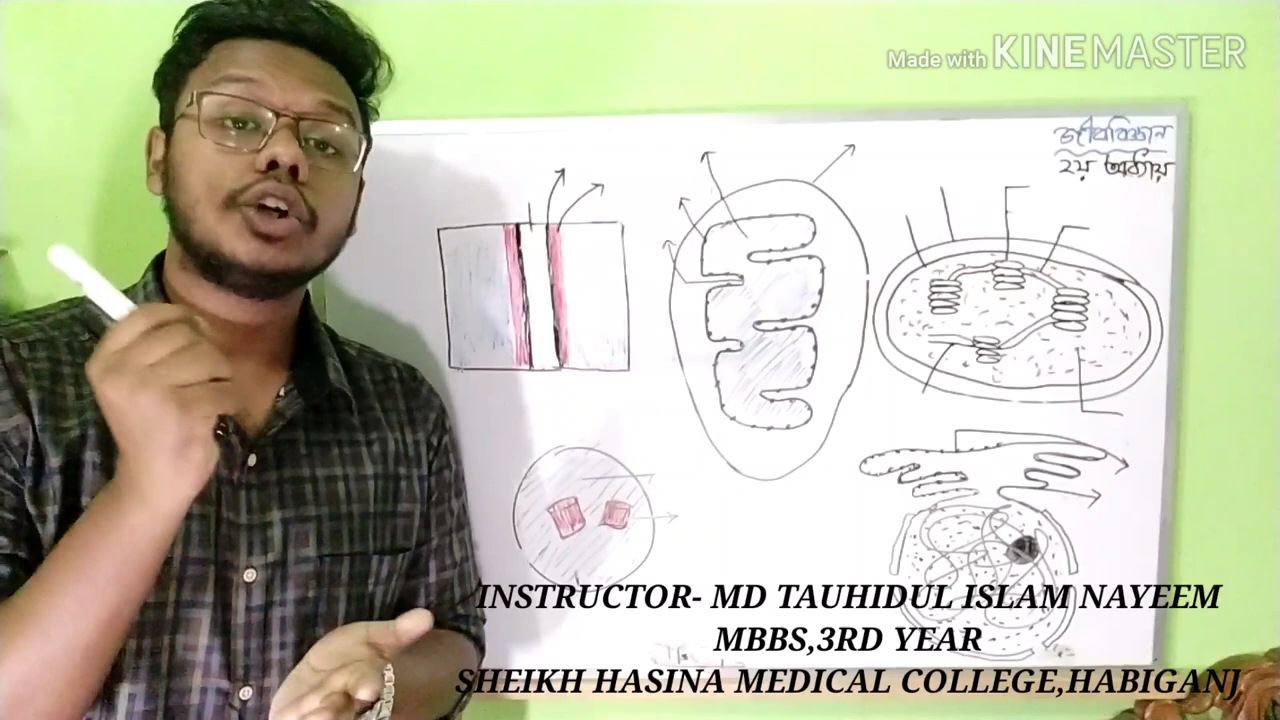 Made with KINEMASTER
জীববিজ্ঞান
২য় অধ্যায়
INSTRUCTOR- MD TAUHIDUL ISLAM NAYEEM
MBBS,3RD YEAR
SHEIKH HASINA MEDICAL COLLEGE,HABIGANJ